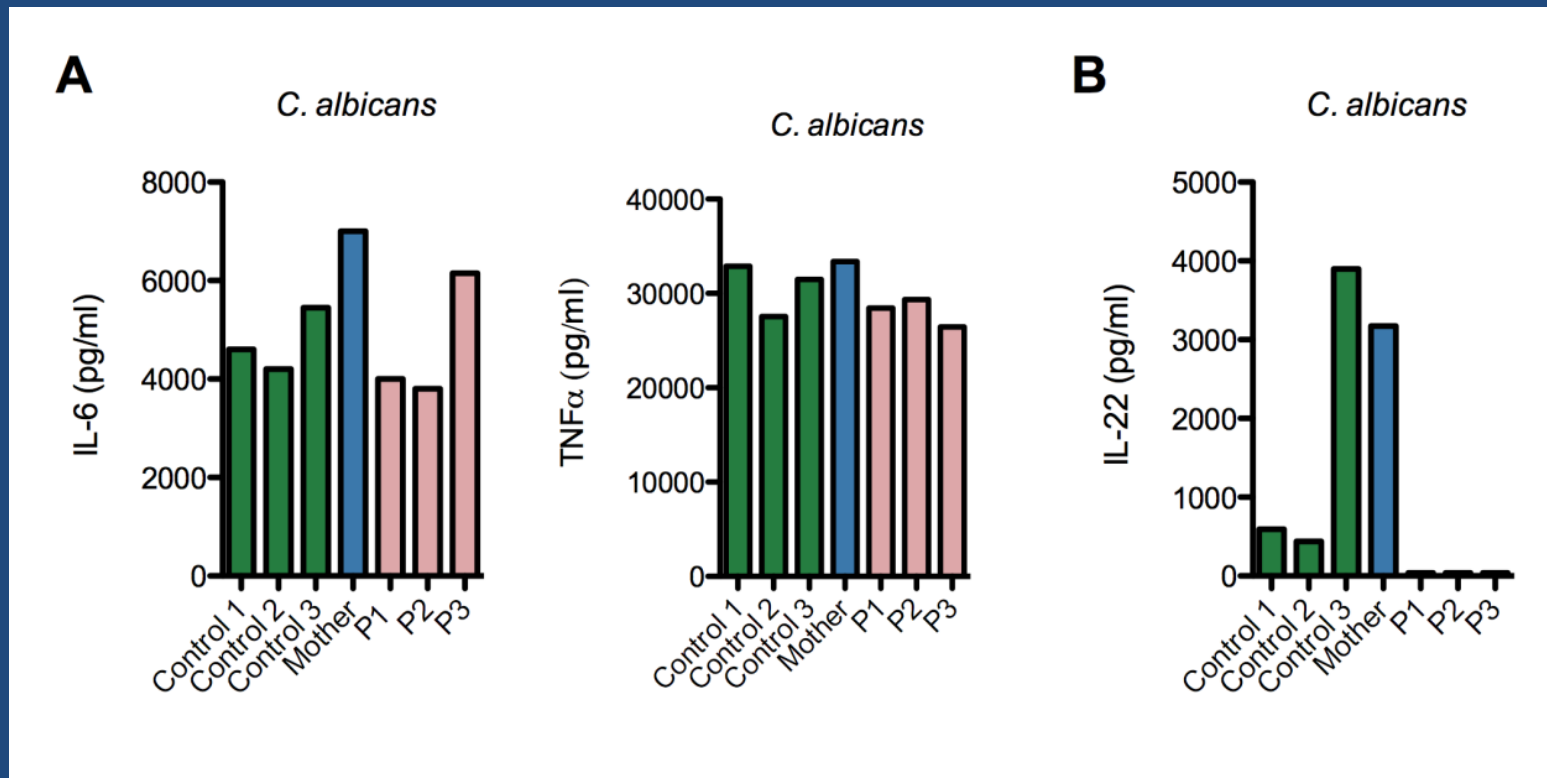 A
C. albicans
IL-6 (pg/ml)
8000
6000
4000
2000
0
Control 1
Control 2
Control 3
Mother
P1
P2
P3
C. albicans
TNFα (pg/ml)
40000
30000
20000
10000
0
Control 1
Control 2
Control 3
Mother
P1
P2
P3
B
C. albicans
IL-22 (pg/ml)
5000
4000
3000
2000
1000
0
Control 1
Control 2
Control 3
Mother
P1
P2
P3